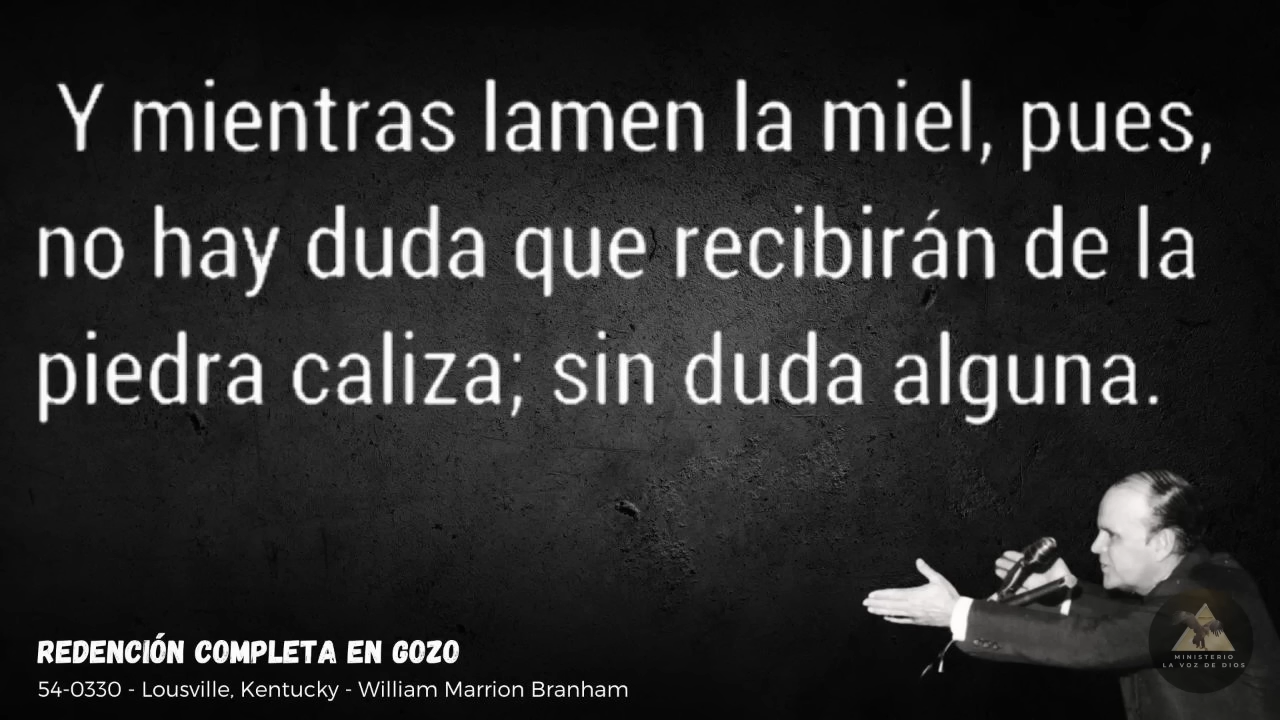 Y mientras lamen la miel, pues,
no hay duda que recibirán de la
piedra caliza; sin duda alguna.
REDENCIÓN COMPLETA EN GOZO
54-0330 - Lousville, Kentucky - William Marrion Branham
MINISTERIO
LA VOZ DE DIOS